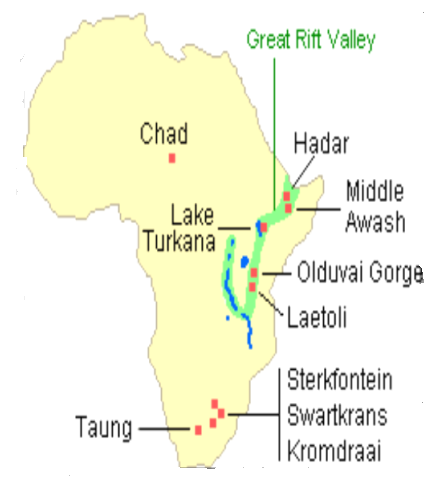 Great Rift Valley
Chad
Hadar
Middle
Awash
Lake
Turkana
Olduvai Gorge
Laetoli
Sterkfontein
Swartkrans
Kromdraai
Taung